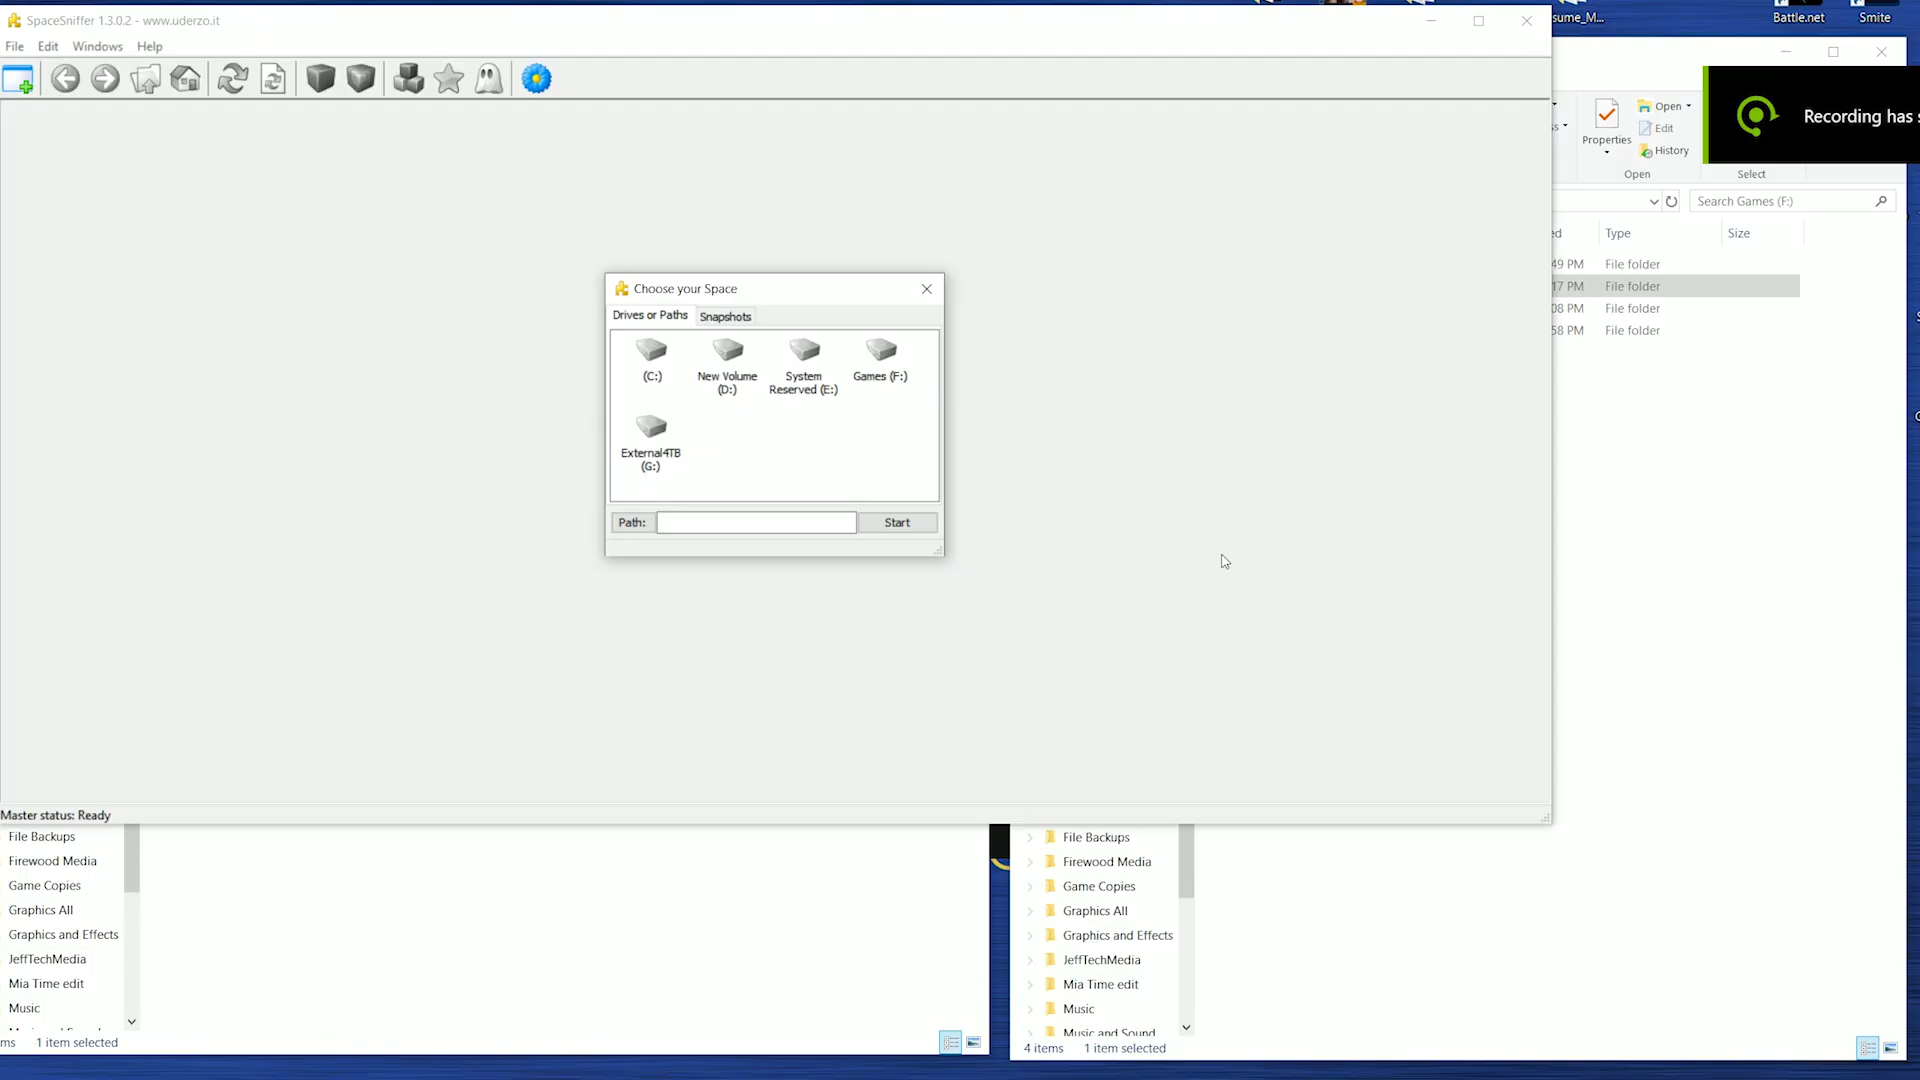 SpaceSniffer 1.3.0.2 - www.uderzo.it
File Edit Windows Help
Battle.net
Smite
Recording has
Properties
Open
Edit
History
Open
Select
Search Games (F:)
Type
Size
49 PM File folder
17 PM File folder
08 PM File folder
58 PM File folder
Choose your Space
Drives or Paths
Snapshots
(C:)
New Volume
(D:)
System
Reserved (E:)
Games (F:)
External4TB
(G:)
Path:
Start
Master status: Ready
File Backups
Firewood Media
Game Copies
Graphics All
Graphics and Effects
JeffTechMedia
Mia Time edit
Music
1 item selected
File Backups
Firewood Media
Game Copies
Graphics All
Graphics and Effects
JeffTechMedia
Mia Time edit
Music
Music and Sound
4 items 1 item selected